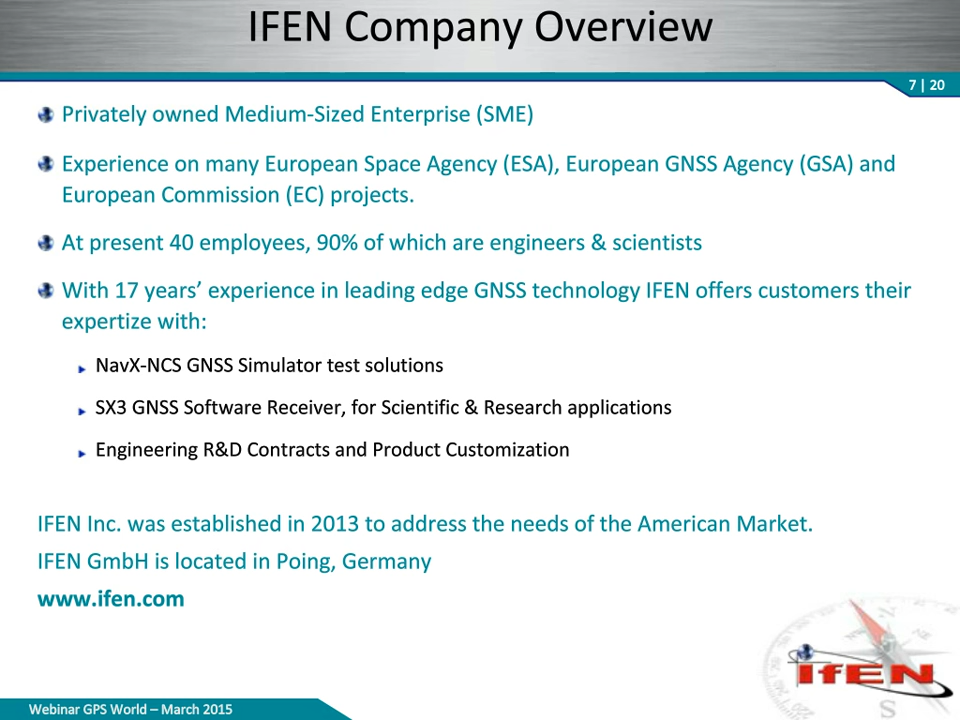 IFEN Company Overview
7 | 20
Privately owned Medium-Sized Enterprise (SME)
Experience on many European Space Agency (ESA), European GNSS Agency (GSA) and
European Commission (EC) projects.
At present 40 employees, 90% of which are engineers & scientists
With 17 years’ experience in leading edge GNSS technology IFEN offers customers their
expertize with:
NavX-NCS GNSS Simulator test solutions
SX3 GNSS Software Receiver, for Scientific & Research applications
Engineering R&D Contracts and Product Customization
IFEN Inc. was established in 2013 to address the needs of the American Market.
IFEN GmbH is located in Poing, Germany
www.ifen.com
IfEN
S
Webinar GPS World – March 2015